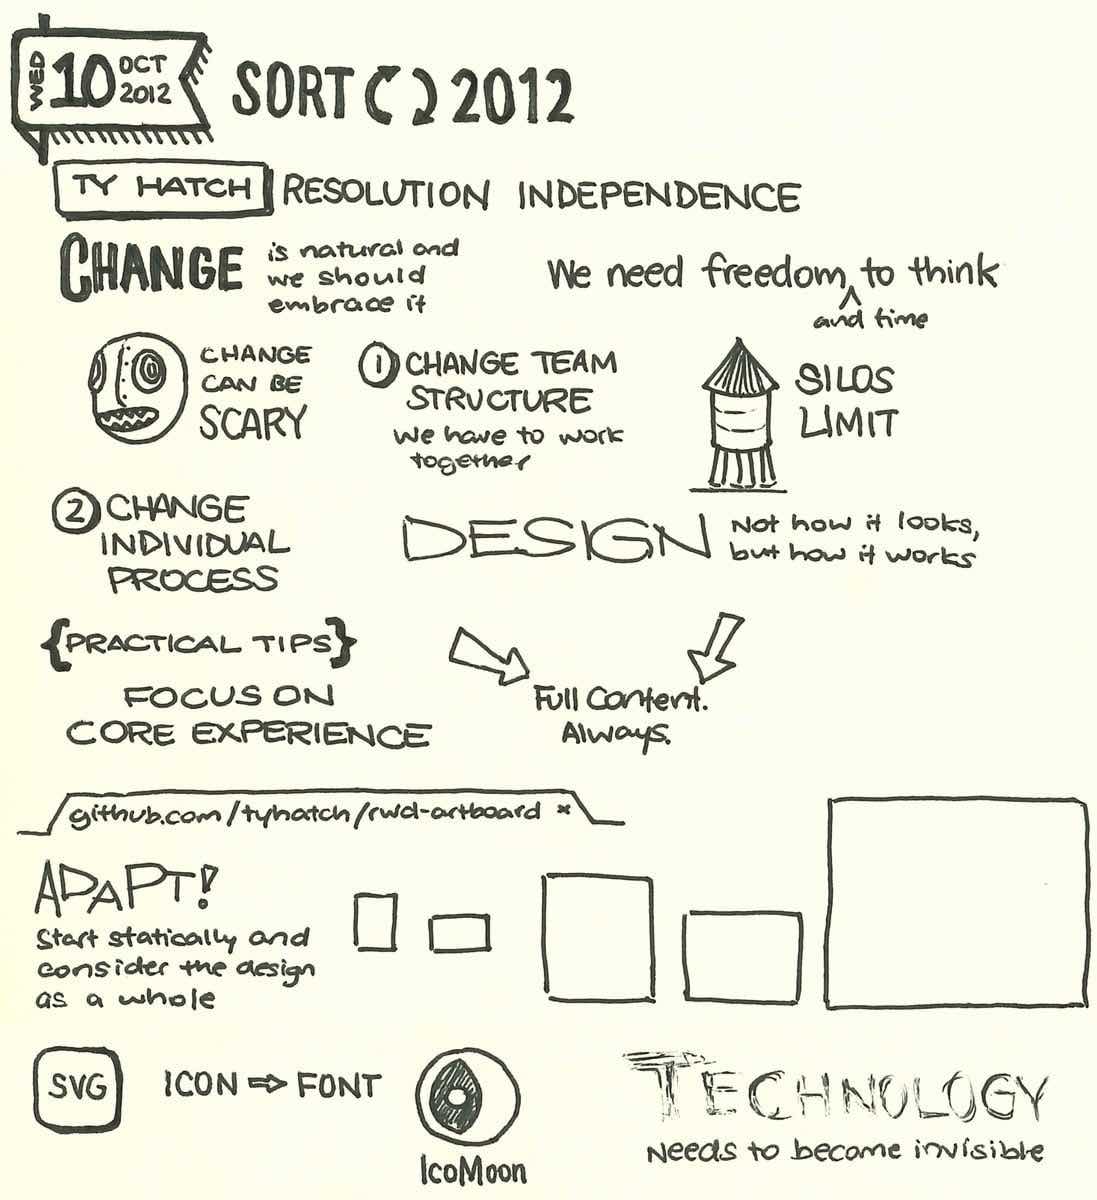 WED 10 OCT 2012
SORT 2012
TY HATCH RESOLUTION INDEPENDENCE
CHANGE is natural and
we should
embrace it
We need freedom ^ to think
and time
CHANGE
CAN BE
SCARY
1 CHANGE TEAM
STRUCTURE
We have to work
together
SILOS
LIMIT
2 CHANGE
INDIVIDUAL
PROCESS
DESIGN Not how it looks,
but how it works
{PRACTICAL TIPS}
FOCUS ON
CORE EXPERIENCE
Full Content.
Always.
github.com/tyhatch/rwd-artboard ×
ADAPT!
Start statically and
consider the design
as a whole
SVG
ICON ⇒ FONT
IcoMoon
TECHNOLOGY
Needs to become invisible